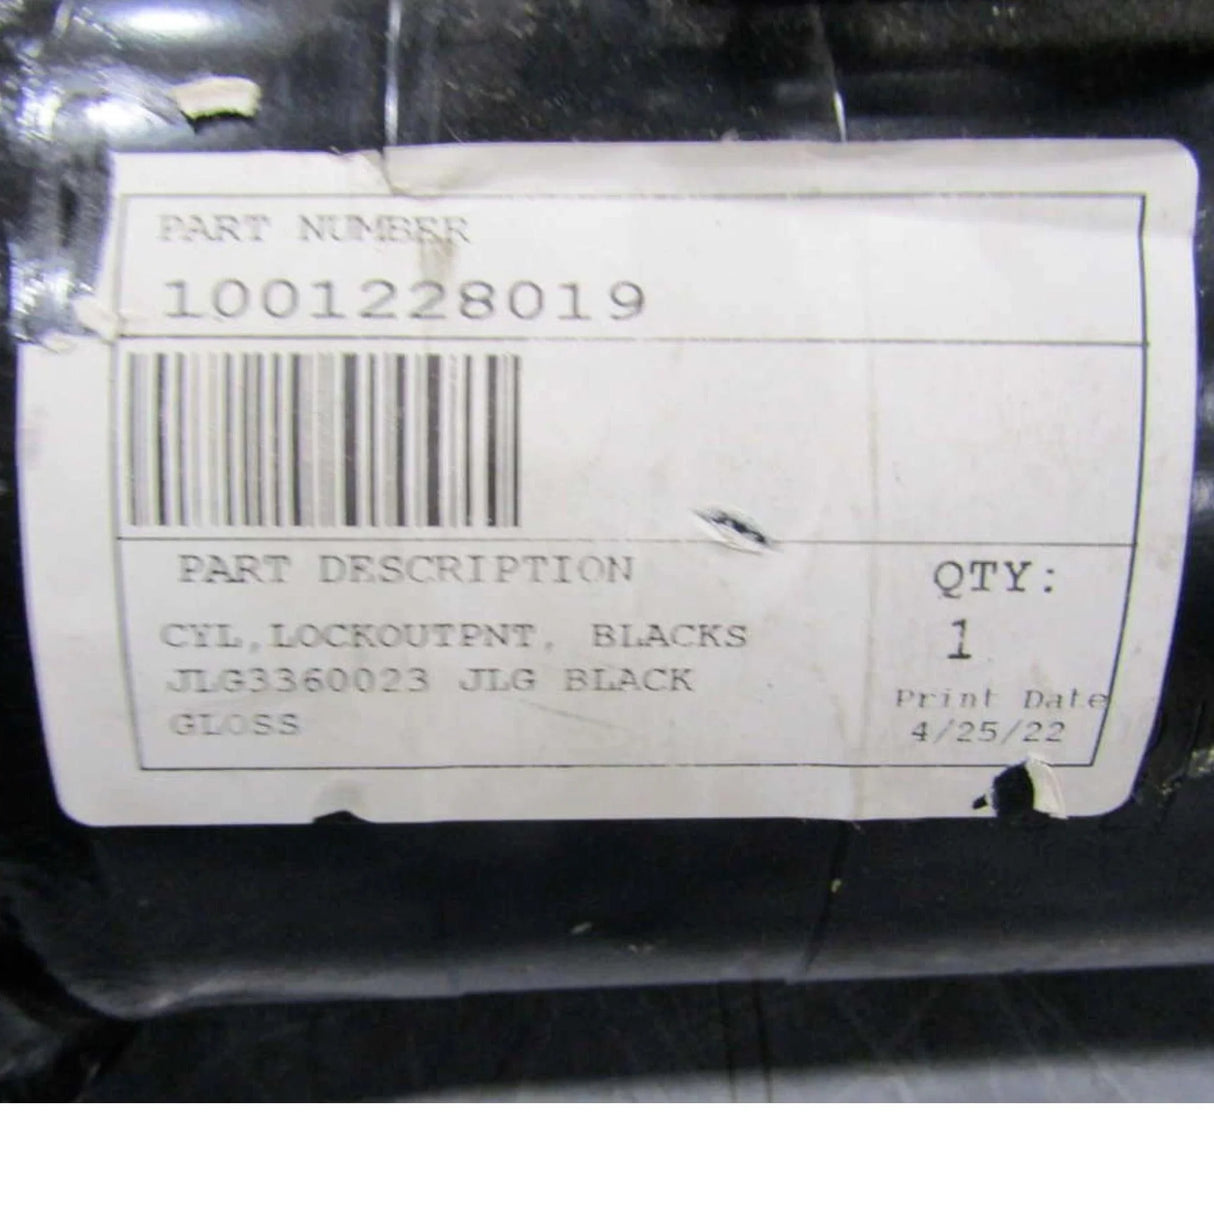 PART NUMBER
1001228019
PART DESCRIPTION
CYL,LOCKOUTPNT, BLACKS
JLG3360023 JLG BLACK
GLOSS
QTY:
1
Print Date
4/25/22